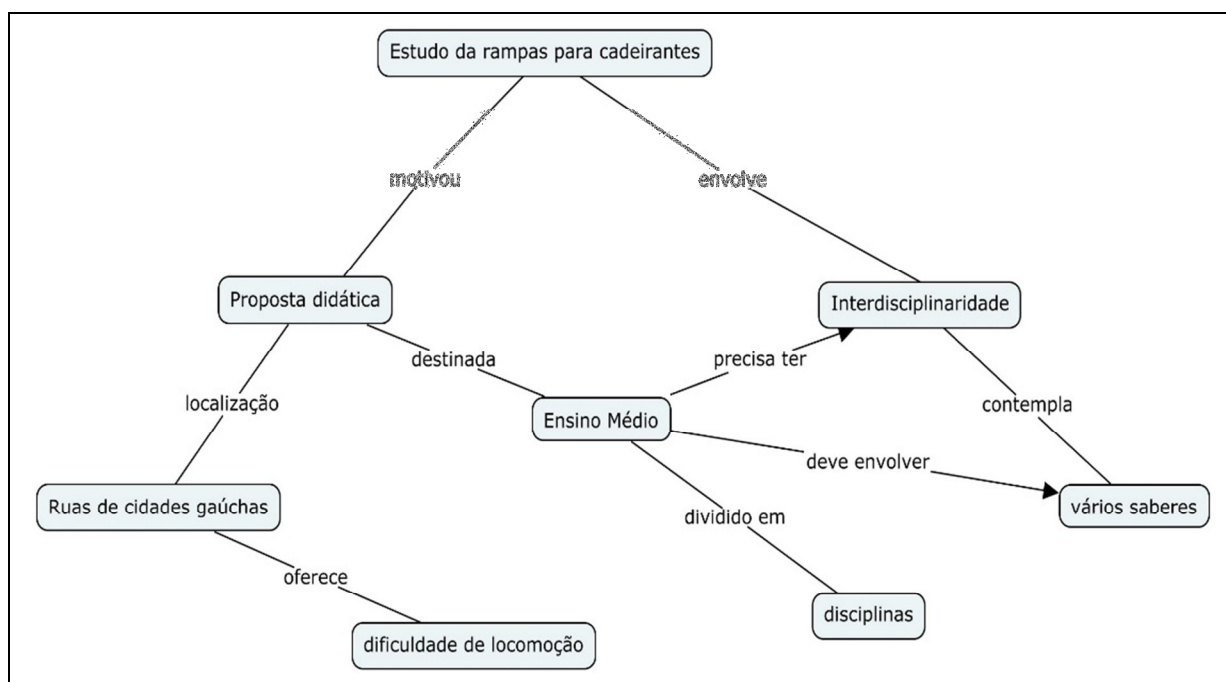 Estudo da rampas para cadeirantes
motivou
envolve
Proposta didática
Interdisciplinaridade
destinada
precisa ter
localização
Ensino Médio
contempla
deve envolver
Ruas de cidades gaúchas
vários saberes
dividido em
oferece
disciplinas
dificuldade de locomoção